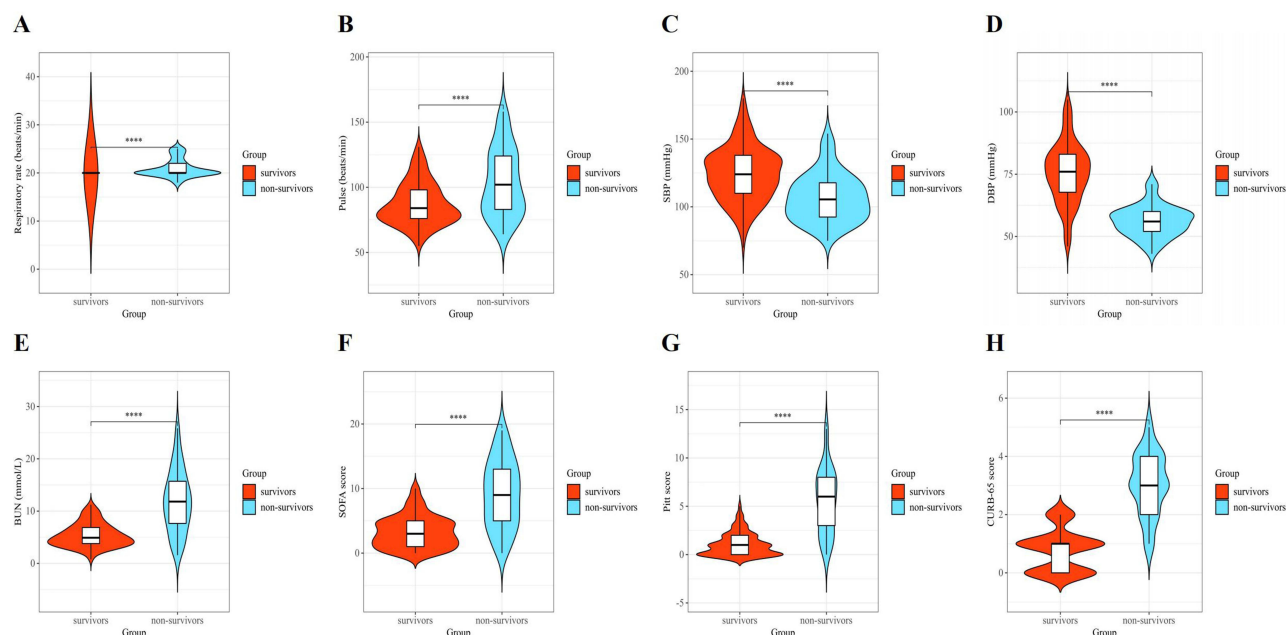 A
Respiratory rate (beats/min)
40
30
20
10
0
****
survivors
non-survivors
Group
Group
survivors
non-survivors
B
Pulse (beats/min)
200
150
100
50
****
survivors
non-survivors
Group
Group
survivors
non-survivors
C
SBP (mmHg)
200
150
100
50
****
survivors
non-survivors
Group
Group
survivors
non-survivors
D
DBP (mmHg)
100
75
50
****
survivors
non-survivors
Group
Group
survivors
non-survivors
E
BUN (mmol/L)
30
20
10
0
****
survivors
non-survivors
Group
Group
survivors
non-survivors
F
SOFA score
20
10
0
****
survivors
non-survivors
Group
Group
survivors
non-survivors
G
Pitt score
15
10
5
0
-5
****
survivors
non-survivors
Group
Group
survivors
non-survivors
H
CURB-65 score
6
4
2
0
****
survivors
non-survivors
Group
Group
survivors
non-survivors